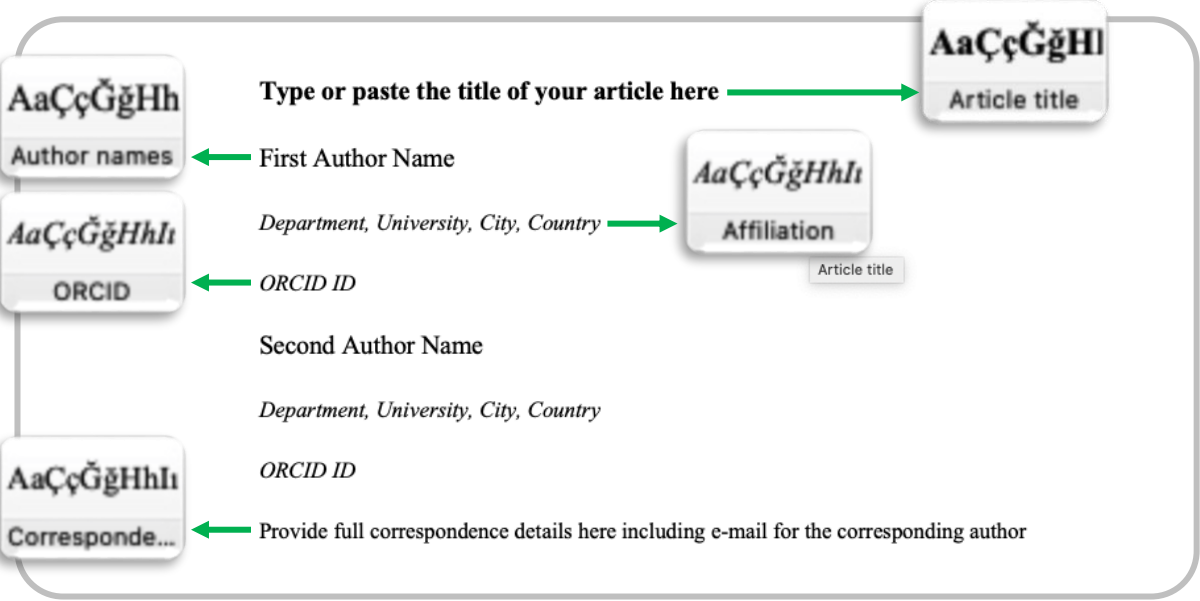 AaÇçĞğHl
Article title
Type or paste the title of your article here
AaÇçĞğHh
Author names
First Author Name
AaÇçĞğHhIı
Affiliation
Department, University, City, Country
Article title
AaÇçĞğHhIı
ORCID
ORCID ID
Second Author Name
Department, University, City, Country
ORCID ID
AaÇçĞğHhIı
Corresponde...
Provide full correspondence details here including e-mail for the corresponding author